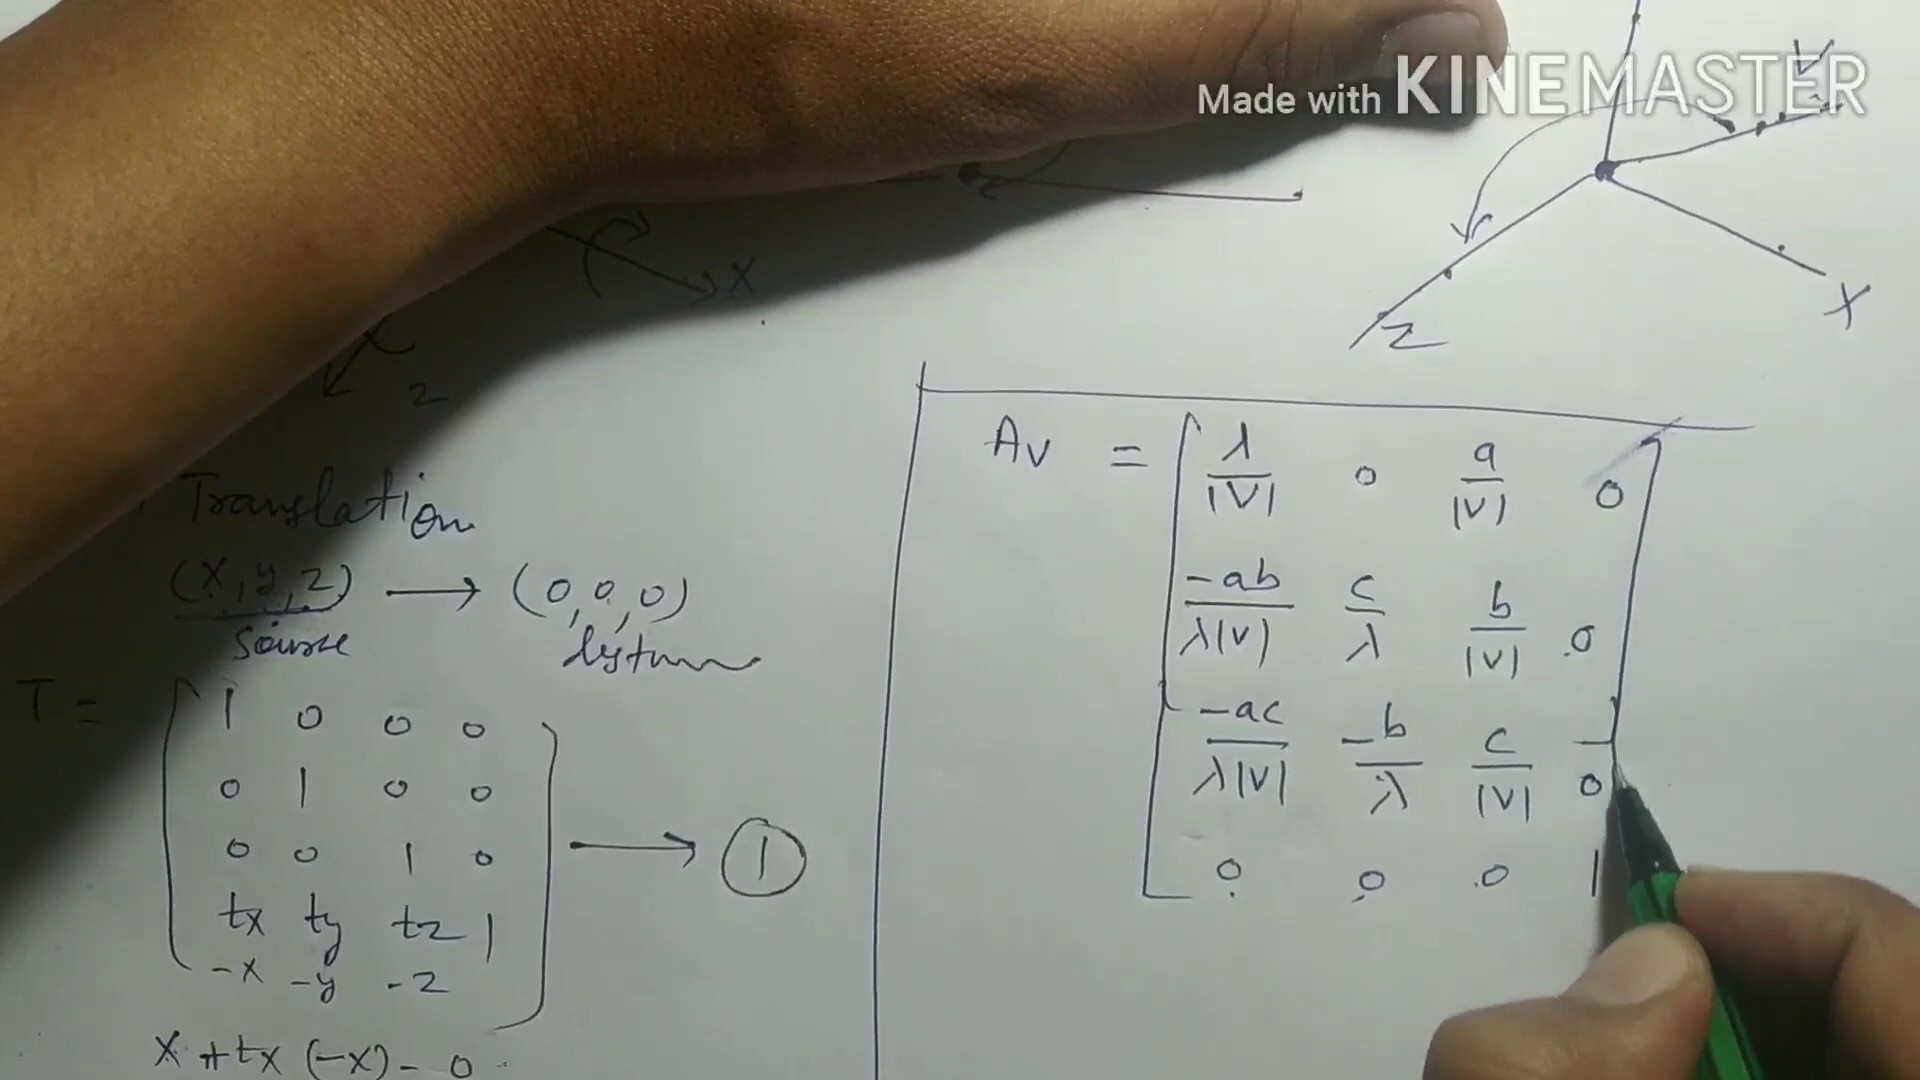 Made with KINEMASTER
V
X
X
Z
Z
Translation
(X, y, z) → (0, 0, 0)
Source
T =
1 0 0 0
0 1 0 0
0 0 1 0
tx ty tz 1
-x -y -z
→ 1
x + tx (-x) - 0
Av =
λ/|V| 0 a/|V| 0
-ab/λ|V| c/λ b/|V| 0
-ac/λ|V| -b/λ c/|V| 0
0 0 0 1